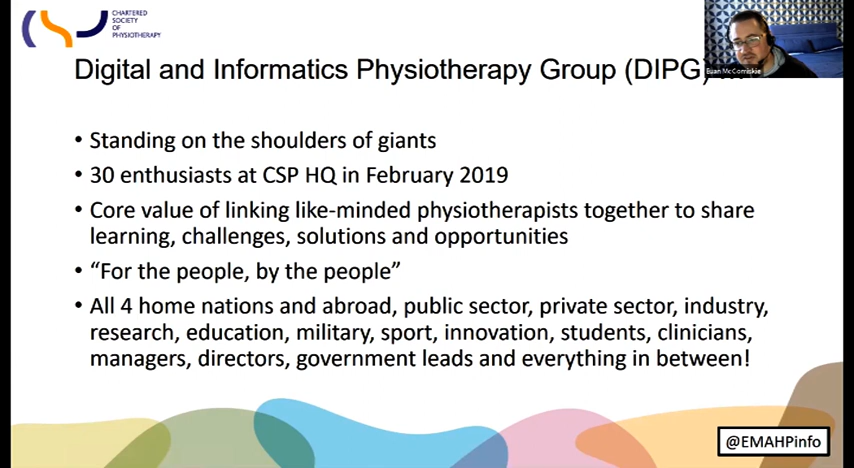 CHARTERED
SOCIETY
OF
PHYSIOTHERAPY
Euan McComiskie
Digital and Informatics Physiotherapy Group (DIPG)
• Standing on the shoulders of giants
• 30 enthusiasts at CSP HQ in February 2019
• Core value of linking like-minded physiotherapists together to share
learning, challenges, solutions and opportunities
• “For the people, by the people”
• All 4 home nations and abroad, public sector, private sector, industry,
research, education, military, sport, innovation, students, clinicians,
managers, directors, government leads and everything in between!
@EMAHPinfo